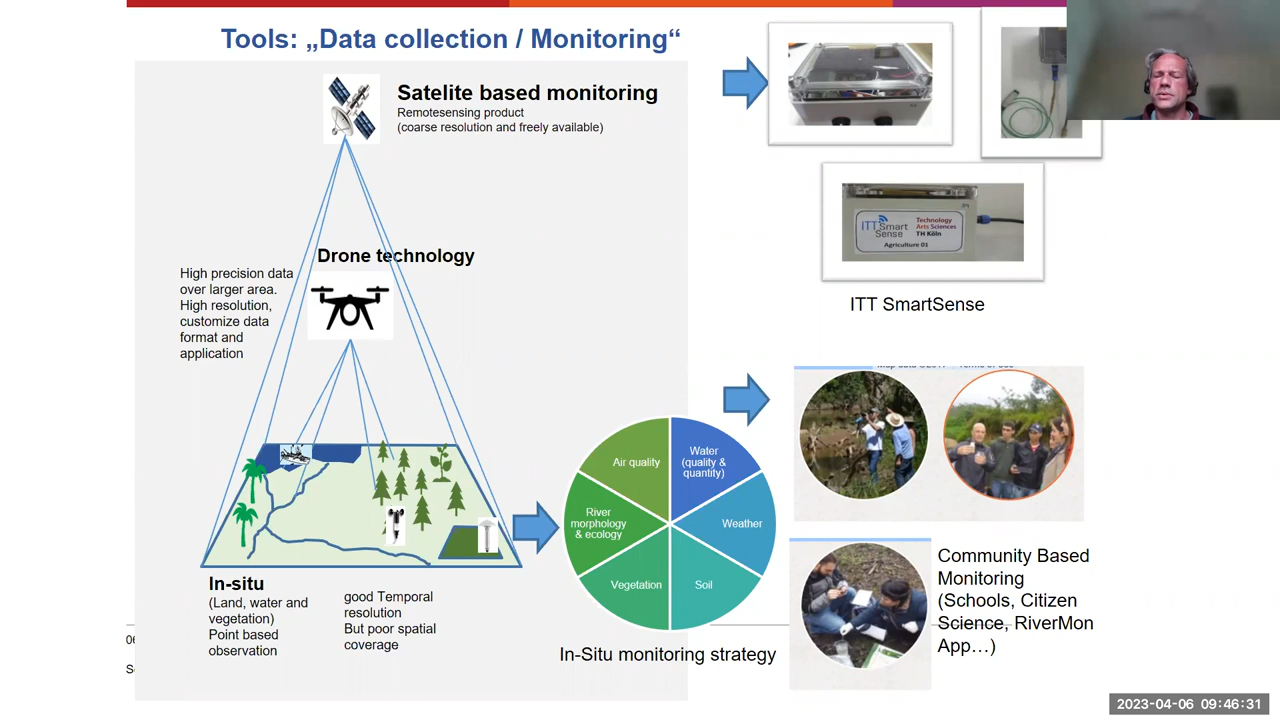 Tools: „Data collection / Monitoring“
Satelite based monitoring
Remotesensing product
(coarse resolution and freely available)
Drone technology
High precision data
over larger area.
High resolution,
customize data
format and
application
In-situ
(Land, water and
vegetation)
Point based
observation
good Temporal
resolution
But poor spatial
coverage
Air quality
Water
(quality &
quantity)
River
morphology
& ecology
Weather
Vegetation
Soil
In-Situ monitoring strategy
ITT Smart
Sense
Technology
Arts Sciences
TH Köln
Agriculture 01
ITT SmartSense
Community Based
Monitoring
(Schools, Citizen
Science, RiverMon
App…)
2023-04-06 09:46:31